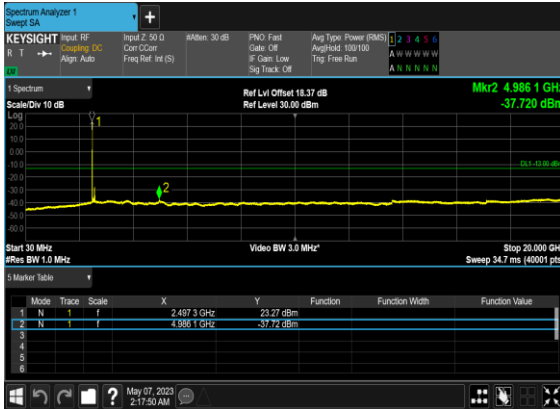 Spectrum Analyzer 1
Swept SA
+
KEYSIGHT Input: RF Input Z: 50 Ω #Atten: 30 dB PNO: Fast Avg Type: Power (RMS) 1 2 3 4 5 6
R T Coupling: DC Corr CCorr Gate: Off Avg|Hold: 100/100 A W W W W W
Align: Auto Freq Ref: Int (S) IF Gain: Low Trig: Free Run
Sig Track: Off A N N N N N
1 Spectrum Ref Lvl Offset 18.37 dB Mkr2 4.986 1 GHz
Scale/Div 10 dB Ref Level 30.00 dBm -37.720 dBm
Log
1
20.0
10.0
0.00
-10.0
DL1 -13.00 dBm
-20.0
-30.0
2
-40.0
-50.0
-60.0
Start 30 MHz Video BW 3.0 MHz* Stop 20.000 GHz
#Res BW 1.0 MHz Sweep 34.7 ms (40001 pts)
5 Marker Table
Mode Trace Scale X Y Function Function Width Function Value
1 N 1 f 2.497 3 GHz 23.27 dBm
2 N 1 f 4.986 1 GHz -37.72 dBm
3
4
5
6
? May 07, 2023
2:17:50 AM